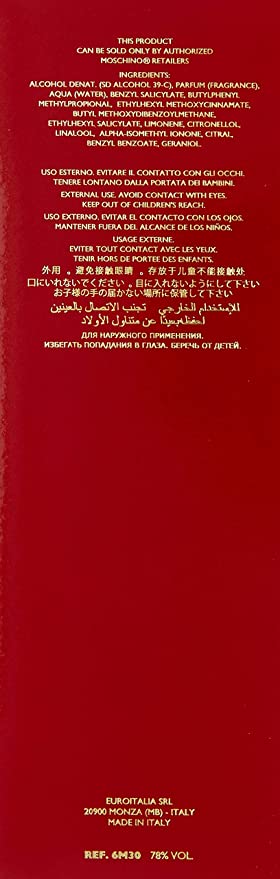 THIS PRODUCT
CAN BE SOLD ONLY BY AUTHORIZED
MOSCHINO® RETAILERS
INGREDIENTS:
ALCOHOL DENAT. (SD ALCOHOL 39-C), PARFUM (FRAGRANCE),
AQUA (WATER), BENZYL SALICYLATE, BUTYLPHENYL
METHYLPROPIONAL, ETHYLHEXYL METHOXYCINNAMATE,
BUTYL METHOXYDIBENZOYLMETHANE,
ETHYLHEXYL SALICYLATE, LIMONENE, CITRONELLOL,
LINALOOL, ALPHA-ISOMETHYL IONONE, CITRAL,
BENZYL BENZOATE, GERANIOL.
USO ESTERNO. EVITARE IL CONTATTO CON GLI OCCHI.
TENERE LONTANO DALLA PORTATA DEI BAMBINI.
EXTERNAL USE. AVOID CONTACT WITH EYES.
KEEP OUT OF CHILDREN'S REACH.
USO EXTERNO. EVITAR EL CONTACTO CON LOS OJOS.
MANTENER FUERA DEL ALCANCE DE LOS NIÑOS.
USAGE EXTERNE.
EVITER TOUT CONTACT AVEC LES YEUX.
TENIR HORS DE PORTEE DES ENFANTS.
外用 。避免接触眼睛 。存放于儿童不能接触处
口にいれないでください 。目に入れないようにして下さい
お子様の手の届かない場所に保管して下さい
للإستخدام الخارجي تجنب الاتصال بالعينين
احفظه بعيدًا عن متناول الأولاد
ДЛЯ НАРУЖНОГО ПРИМЕНЕНИЯ.
ИЗБЕГАТЬ ПОПАДАНИЯ В ГЛАЗА. БЕРЕЧЬ ОТ ДЕТЕЙ.
EUROITALIA SRL
20900 MONZA (MB) - ITALY
MADE IN ITALY
REF. 6M30 78% VOL.